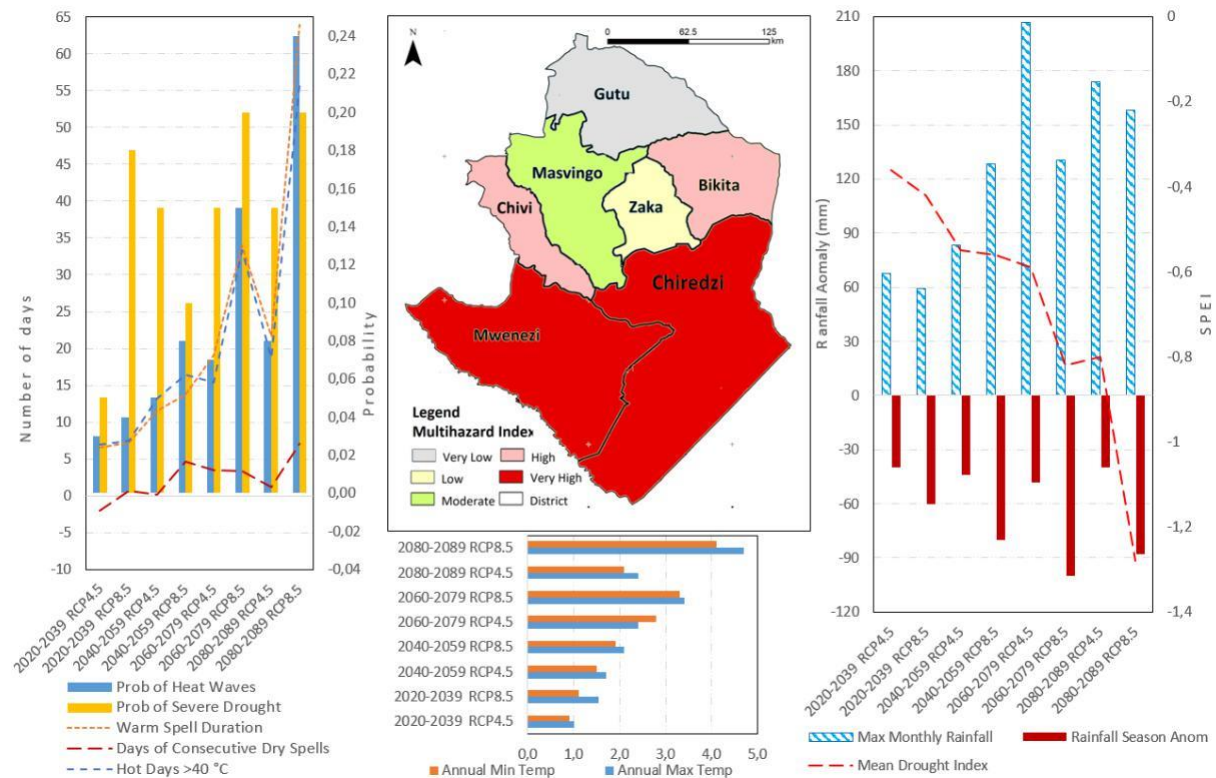 65
60
55
50
45
40
35
30
25
20
15
10
5
0
-5
-10
Number of days
0,24
0,22
0,20
0,18
0,16
0,14
0,12
0,10
0,08
0,06
0,04
0,02
0,00
-0,02
-0,04
Probability
2020-2039 RCP4.5
2020-2039 RCP8.5
2040-2059 RCP4.5
2040-2059 RCP8.5
2060-2079 RCP4.5
2060-2079 RCP8.5
2080-2089 RCP4.5
2080-2089 RCP8.5
Prob of Heat Waves
Prob of Severe Drought
Warm Spell Duration
Days of Consecutive Dry Spells
Hot Days >40 °C
N
0 62.5 125
km
Gutu
Masvingo
Bikita
Chivi
Zaka
Chiredzi
Mwenezi
Legend
Multihazard Index
Very Low
High
Low
Very High
Moderate
District
2080-2089 RCP8.5
2080-2089 RCP4.5
2060-2079 RCP8.5
2060-2079 RCP4.5
2040-2059 RCP8.5
2040-2059 RCP4.5
2020-2039 RCP8.5
2020-2039 RCP4.5
0,0 1,0 2,0 3,0 4,0 5,0
Annual Min Temp
Annual Max Temp
210
180
150
120
90
60
30
0
-30
-60
-90
-120
Ranfall Aomaly (mm)
0
-0,2
-0,4
-0,6
-0,8
-1
-1,2
-1,4
SPEI
2020-2039 RCP4.5
2020-2039 RCP8.5
2040-2059 RCP4.5
2040-2059 RCP8.5
2060-2079 RCP4.5
2060-2079 RCP8.5
2080-2089 RCP4.5
2080-2089 RCP8.5
Max Monthly Rainfall
Rainfall Season Anom
Mean Drought Index